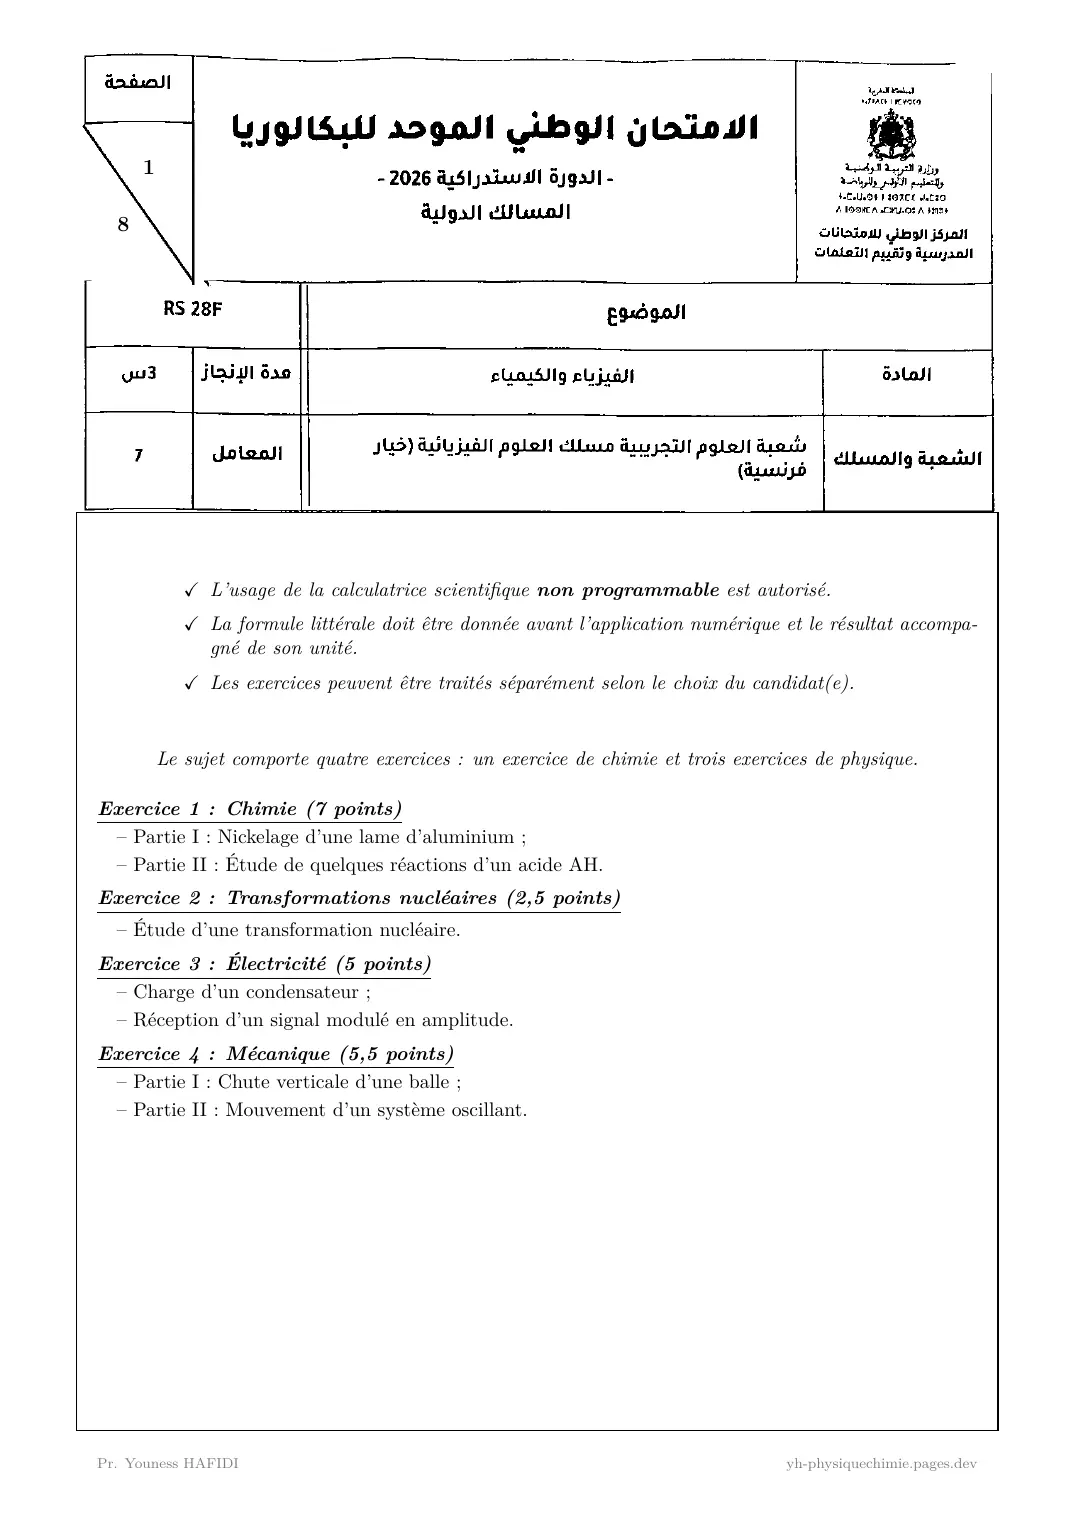 الصفحة
1
8
الامتحان الوطني الموحد للبكالوريا
- الدورة الاستدراكية 2026 -
المسالك الدولية
المملكة المغربية
وزارة التربية الوطنية
والتعليم الأولي والرياضة
المركز الوطني للامتحانات
المدرسية وتقييم التعلمات
RS 28F
الموضوع
3س
مدة الإنجاز
الفيزياء والكيمياء
المادة
7
المعامل
شعبة العلوم التجريبية مسلك العلوم الفيزيائية (خيار
فرنسية)
الشعبة والمسلك
✓ L'usage de la calculatrice scientifique non programmable est autorisé.
✓ La formule littérale doit être donnée avant l'application numérique et le résultat accompa-
gné de son unité.
✓ Les exercices peuvent être traités séparément selon le choix du candidat(e).
Le sujet comporte quatre exercices : un exercice de chimie et trois exercices de physique.
Exercice 1 : Chimie (7 points)
– Partie I : Nickelage d'une lame d'aluminium ;
– Partie II : Étude de quelques réactions d'un acide AH.
Exercice 2 : Transformations nucléaires (2,5 points)
– Étude d'une transformation nucléaire.
Exercice 3 : Électricité (5 points)
– Charge d'un condensateur ;
– Réception d'un signal modulé en amplitude.
Exercice 4 : Mécanique (5,5 points)
– Partie I : Chute verticale d'une balle ;
– Partie II : Mouvement d'un système oscillant.
Pr. Youness HAFIDI
yh-physiquechimie.pages.dev